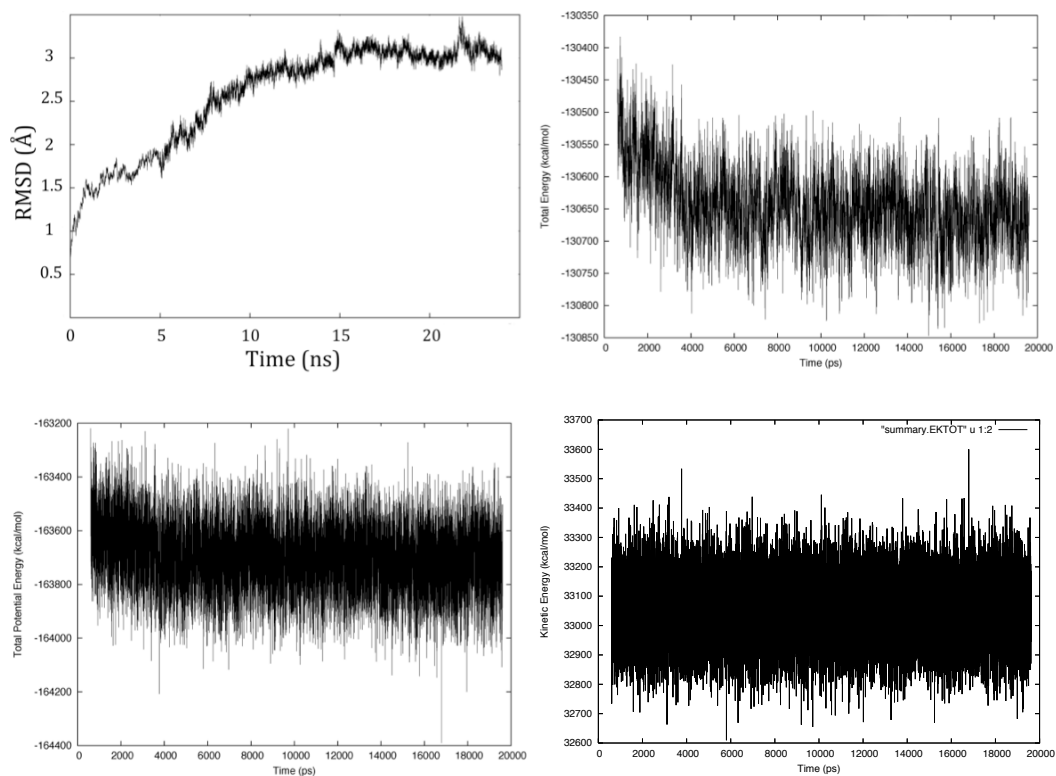 3
2.5
2
1.5
1
0.5
RMSD (Å)
0 5 10 15 20
Time (ns)
-130350
-130400
-130450
-130500
-130550
-130600
-130650
-130700
-130750
-130800
-130850
Total Energy (kcal/mol)
0 2000 4000 6000 8000 10000 12000 14000 16000 18000 20000
Time (ps)
-163200
-163400
-163600
-163800
-164000
-164200
-164400
Total Potential Energy (kcal/mol)
0 2000 4000 6000 8000 10000 12000 14000 16000 18000 20000
Time (ps)
33700
33600
33500
33400
33300
33200
33100
33000
32900
32800
32700
32600
Kinetic Energy (kcal/mol)
"summary.EKTOT" u 1:2
0 2000 4000 6000 8000 10000 12000 14000 16000 18000 20000
Time (ps)